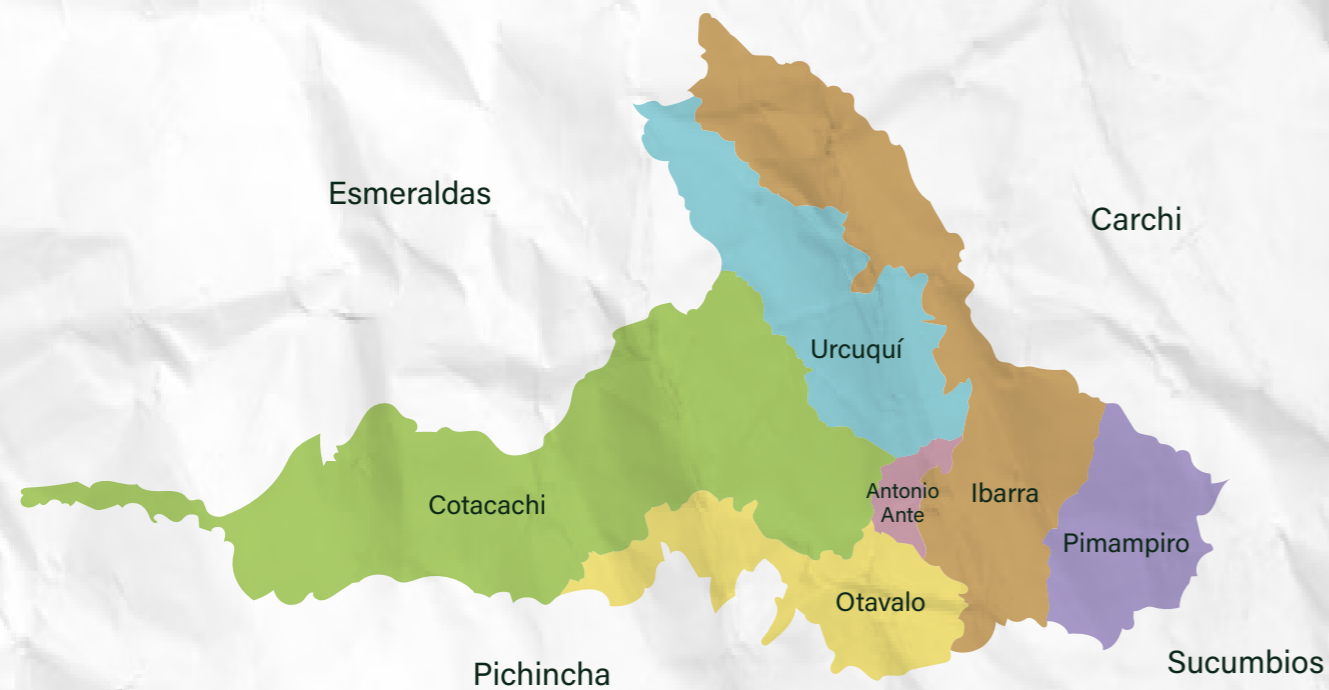 Esmeraldas
Carchi
Urcuquí
Cotacachi
Antonio
Ante
Ibarra
Pimampiro
Otavalo
Pichincha
Sucumbios